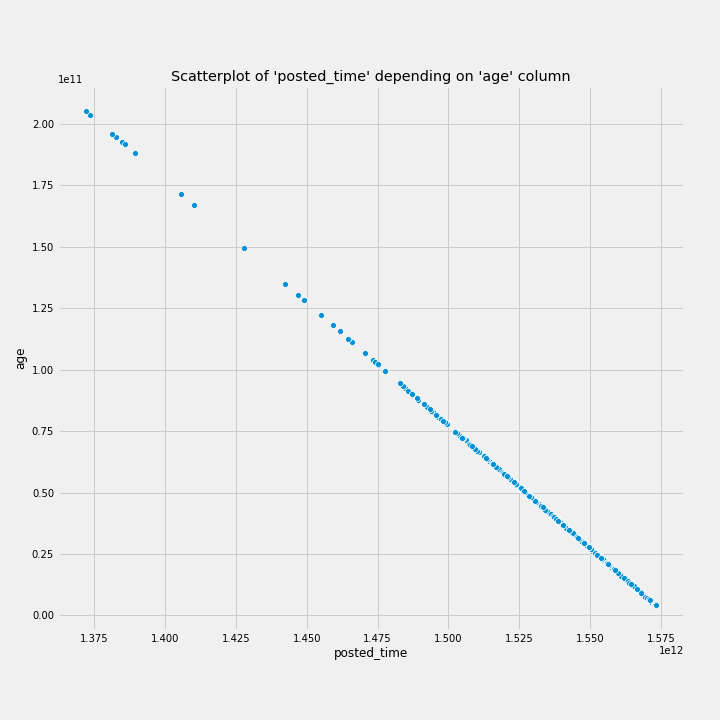 Scatterplot of 'posted_time' depending on 'age' column
1e11
2.00
1.75
1.50
1.25
1.00
0.75
0.50
0.25
0.00
age
1.375 1.400 1.425 1.450 1.475 1.500 1.525 1.550 1.575
1e12
posted_time